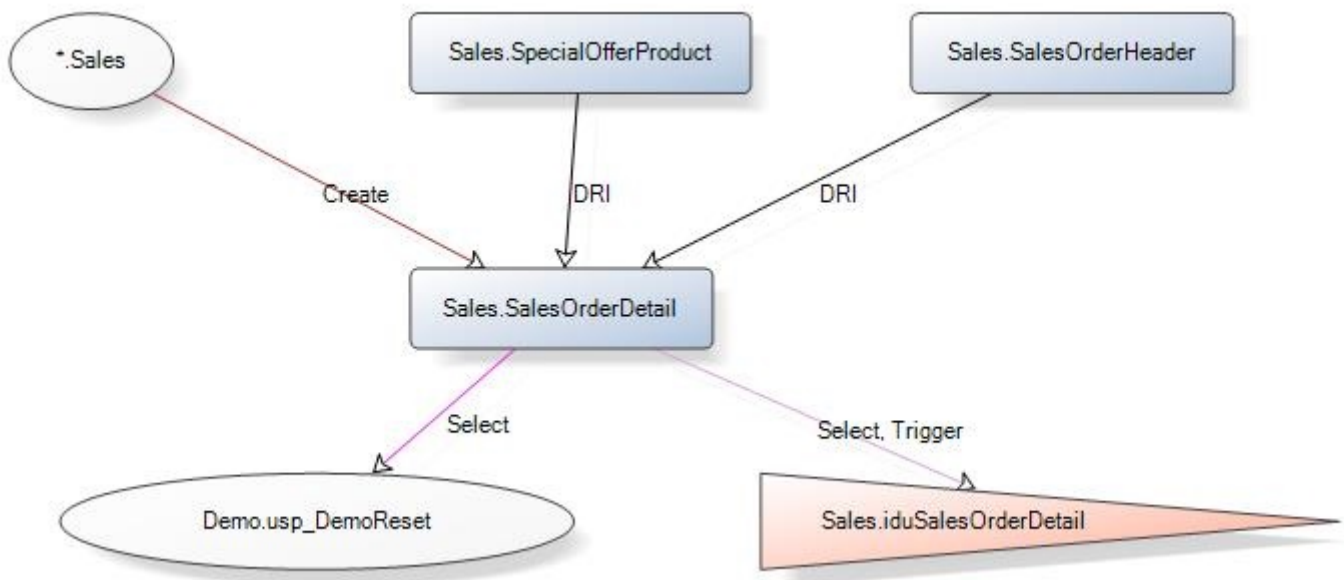 *.Sales
Sales.SpecialOfferProduct
Sales.SalesOrderHeader
Create
DRI
DRI
Sales.SalesOrderDetail
Select
Select, Trigger
Demo.usp_DemoReset
Sales.iduSalesOrderDetail